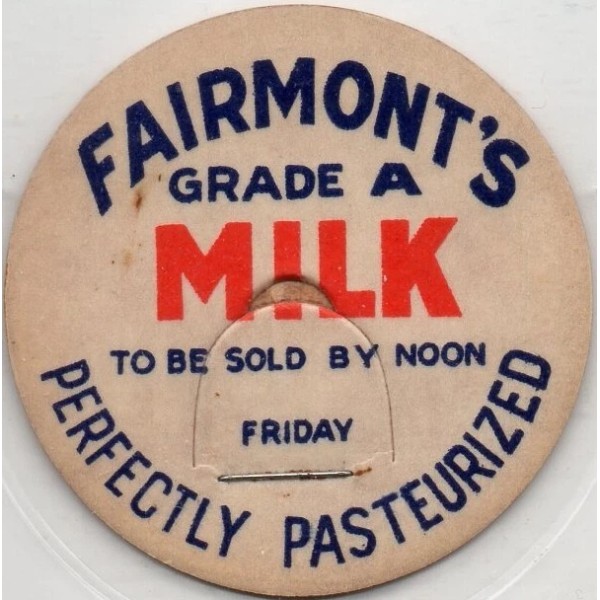 FAIRMONT'S
GRADE A
MILK
TO BE SOLD BY NOON
FRIDAY
PERFECTLY PASTEURIZED